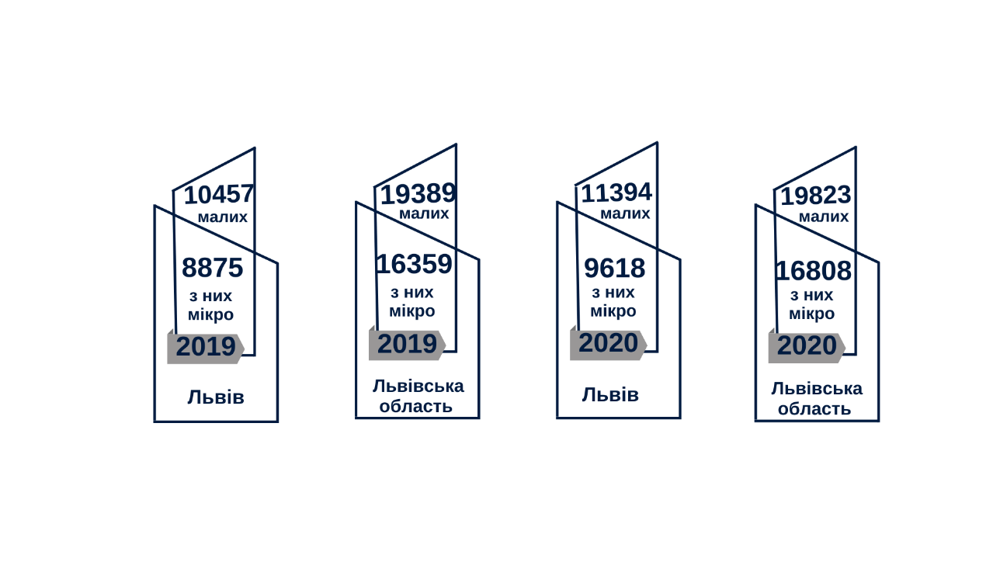 10457
малих
8875
з них
мікро
2019
Львів
19389
малих
16359
з них
мікро
2019
Львівська
область
11394
малих
9618
з них
мікро
2020
Львів
19823
малих
16808
з них
мікро
2020
Львівська
область